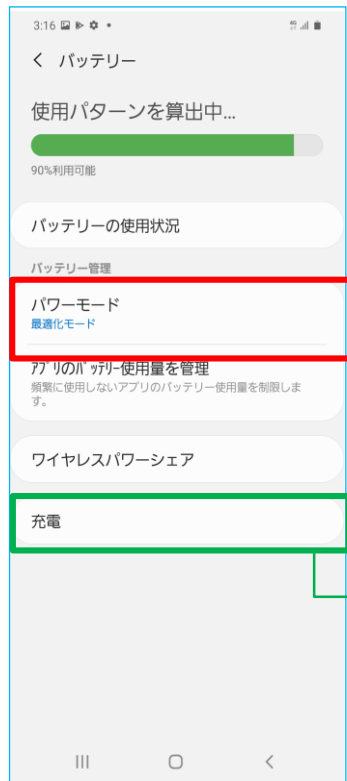 3:16
バッテリー
使用パターンを算出中...
90%利用可能
バッテリーの使用状況
バッテリー管理
パワーモード
最適化モード
ｱﾌﾟﾘのﾊﾞｯﾃﾘｰ使用量を管理
頻繁に使用しないアプリのバッテリー使用量を制限しま
す。
ワイヤレスパワーシェア
充電